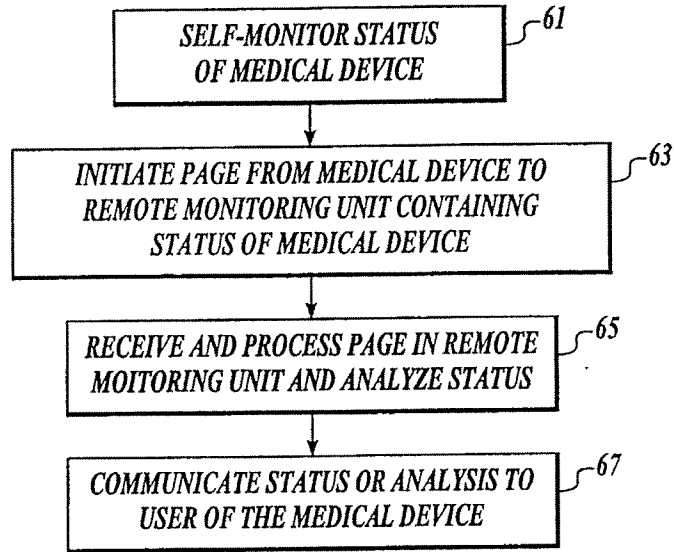 SELF-MONITOR STATUS
OF MEDICAL DEVICE
61
INITIATE PAGE FROM MEDICAL DEVICE TO
REMOTE MONITORING UNIT CONTAINING
STATUS OF MEDICAL DEVICE
63
RECEIVE AND PROCESS PAGE IN REMOTE
MOITORING UNIT AND ANALYZE STATUS
65
COMMUNICATE STATUS OR ANALYSIS TO
USER OF THE MEDICAL DEVICE
67